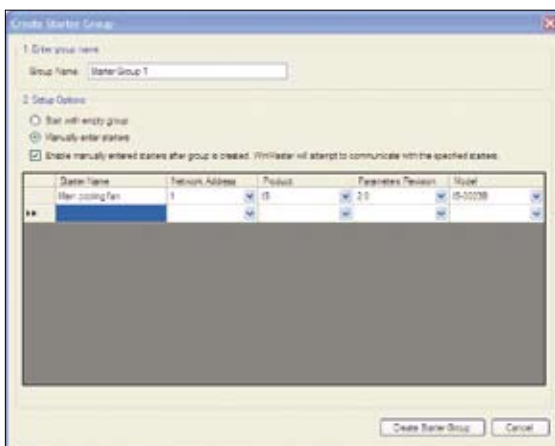 Create Starter Group
1. Enter group name
Group Name: Starter Group 1
2. Setup Options
Start with empty group
Manually enter starters
Enable manually entered starters after group is created. WinMaster will attempt to communicate with the specified starters.
Starter Name Network Address Product Parameters Revision Model
Main cooling fan 1 IS 2.0
Create Starter Group Cancel